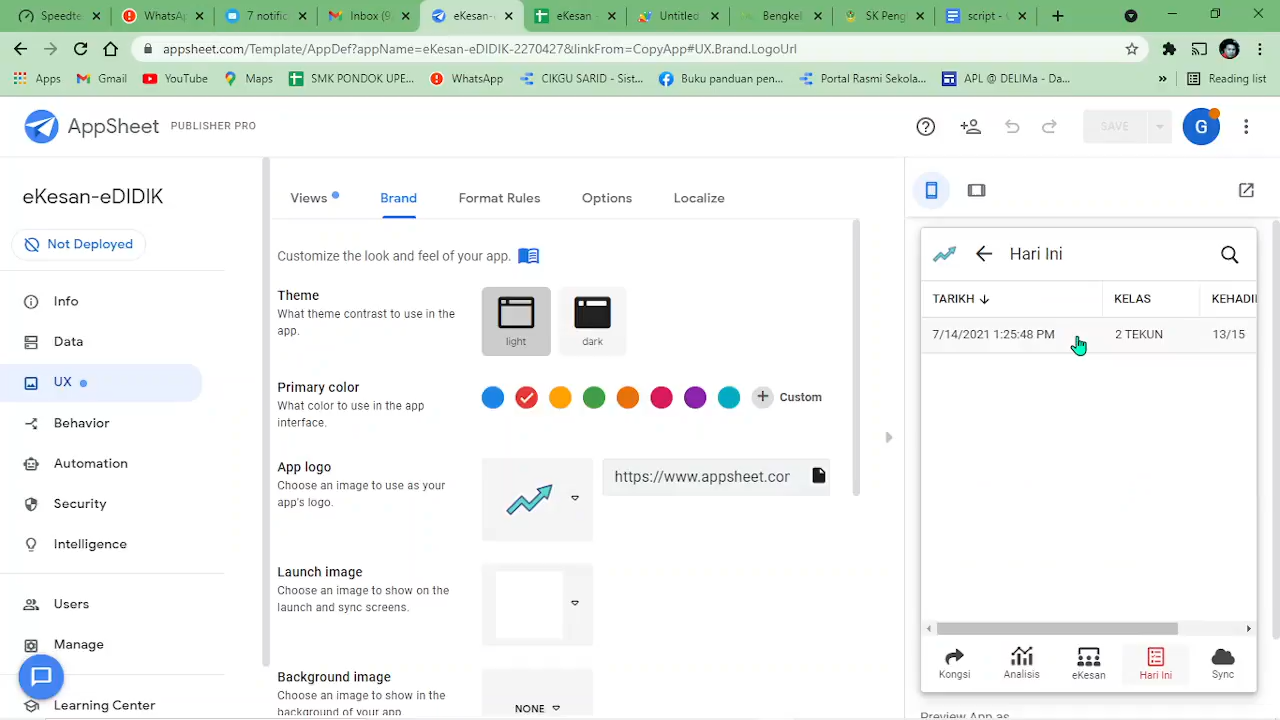 Speedte
WhatsA
7 notific
Inbox (9
eKesan-
eKesan -
Untitled
Bengkel
SK Peng
script - (
appsheet.com/Template/AppDef?appName=eKesan-eDIDIK-2270427&linkFrom=CopyApp#UX.Brand.LogoUrl
Apps
Gmail
YouTube
Maps
SMK PONDOK UPE...
WhatsApp
CIKGU SARID - Sist...
Buku panduan pen...
Portal Rasmi Sekola...
APL @ DELIMa - Da...
Reading list
AppSheet PUBLISHER PRO
SAVE
G
eKesan-eDIDIK
Not Deployed
Info
Data
UX
Behavior
Automation
Security
Intelligence
Users
Manage
Learning Center
Views
Brand
Format Rules
Options
Localize
Customize the look and feel of your app.
Theme
What theme contrast to use in the
app.
light
dark
Primary color
What color to use in the app
interface.
Custom
App logo
Choose an image to use as your
app's logo.
https://www.appsheet.cor
Launch image
Choose an image to show on the
launch and sync screens.
Background image
Choose an image to show in the
background of your app
NONE
Hari Ini
TARIKH
KELAS
KEHADI
7/14/2021 1:25:48 PM
2 TEKUN
13/15
Kongsi
Analisis
eKesan
Hari Ini
Sync
Preview App as